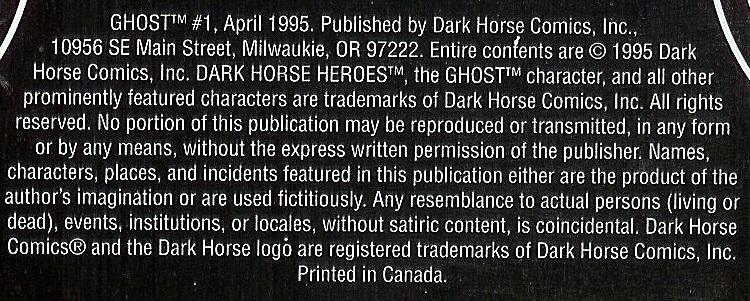 GHOST™ #1, April 1995. Published by Dark Horse Comics, Inc.,
10956 SE Main Street, Milwaukie, OR 97222. Entire contents are © 1995 Dark
Horse Comics, Inc. DARK HORSE HEROES™, the GHOST™ character, and all other
prominently featured characters are trademarks of Dark Horse Comics, Inc. All rights
reserved. No portion of this publication may be reproduced or transmitted, in any form
or by any means, without the express written permission of the publisher. Names,
characters, places, and incidents featured in this publication either are the product of the
author's imagination or are used fictitiously. Any resemblance to actual persons (living or
dead), events, institutions, or locales, without satiric content, is coincidental. Dark Horse
Comics® and the Dark Horse logo are registered trademarks of Dark Horse Comics, Inc.
Printed in Canada.